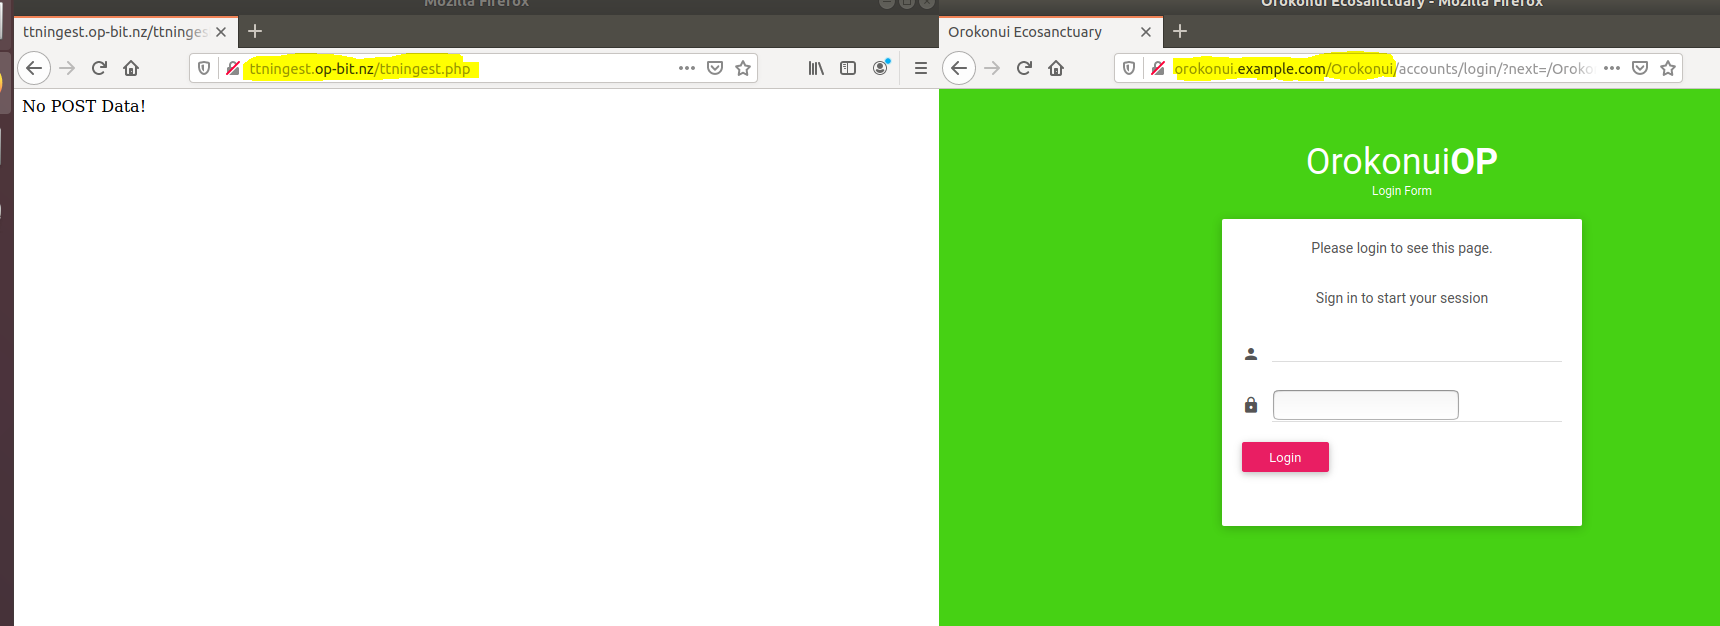 Mozilla Firefox
ttningest.op-bit.nz/ttninges
ttningest.op-bit.nz/ttningest.php
No POST Data!
Orokonui Ecosanctuary - Mozilla Firefox
Orokonui Ecosanctuary
orokonui.example.com/Orokonui/accounts/login/?next=/Oroko
OrokonuiOP
Login Form
Please login to see this page.
Sign in to start your session
Login